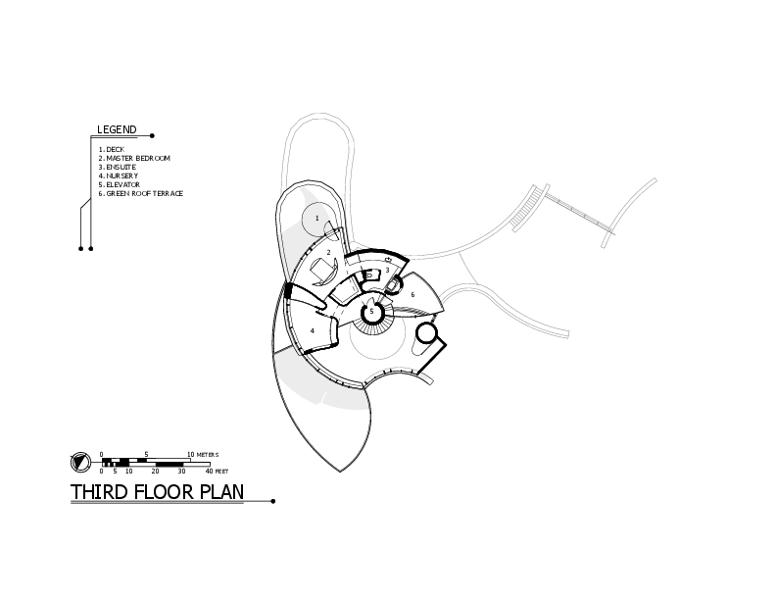 LEGEND
1. DECK
2. MASTER BEDROOM
3. ENSUITE
4. NURSERY
5. ELEVATOR
6. GREEN ROOF TERRACE
1
2
3
6
5
4
0 5 10 METERS
0 5 10 20 30 40 FEET
THIRD FLOOR PLAN